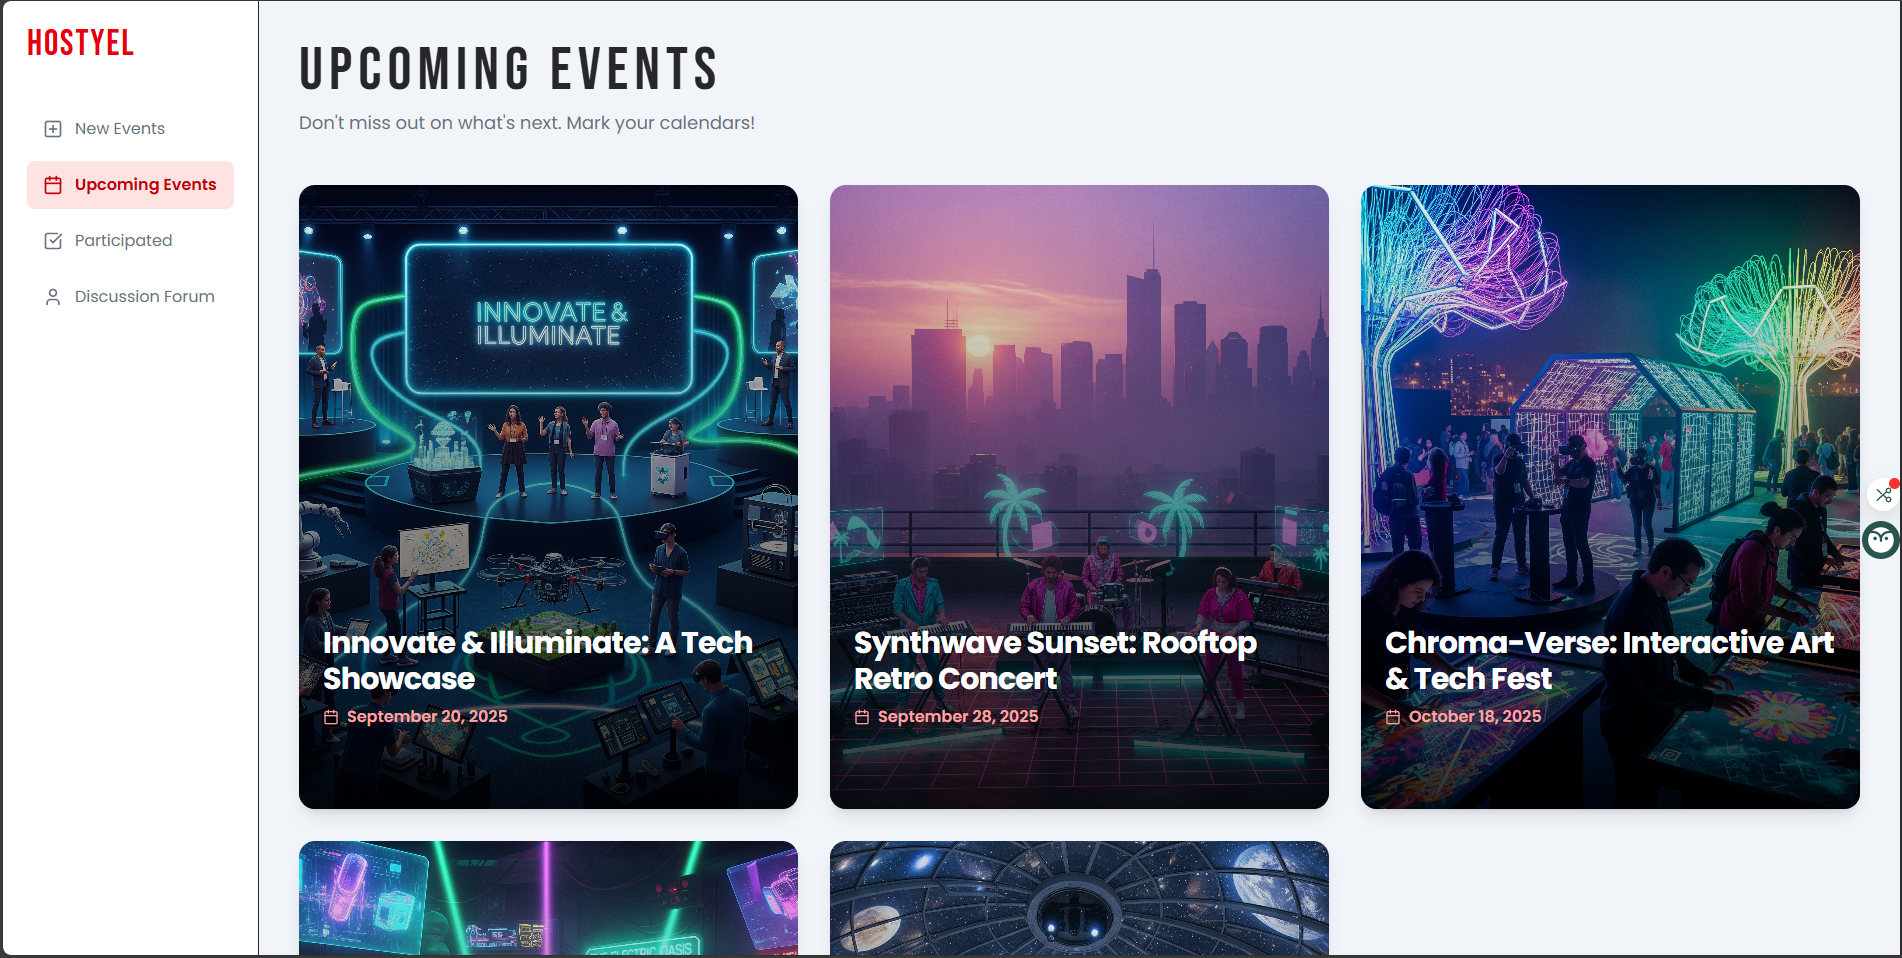 HOSTYEL
New Events
Upcoming Events
Participated
Discussion Forum
UPCOMING EVENTS
Don't miss out on what's next. Mark your calendars!
INNOVATE &
ILLUMINATE
Innovate & Illuminate: A Tech
Showcase
September 20, 2025
Synthwave Sunset: Rooftop
Retro Concert
September 28, 2025
Chroma-Verse: Interactive Art
& Tech Fest
October 18, 2025
ELECTRIC OASIS